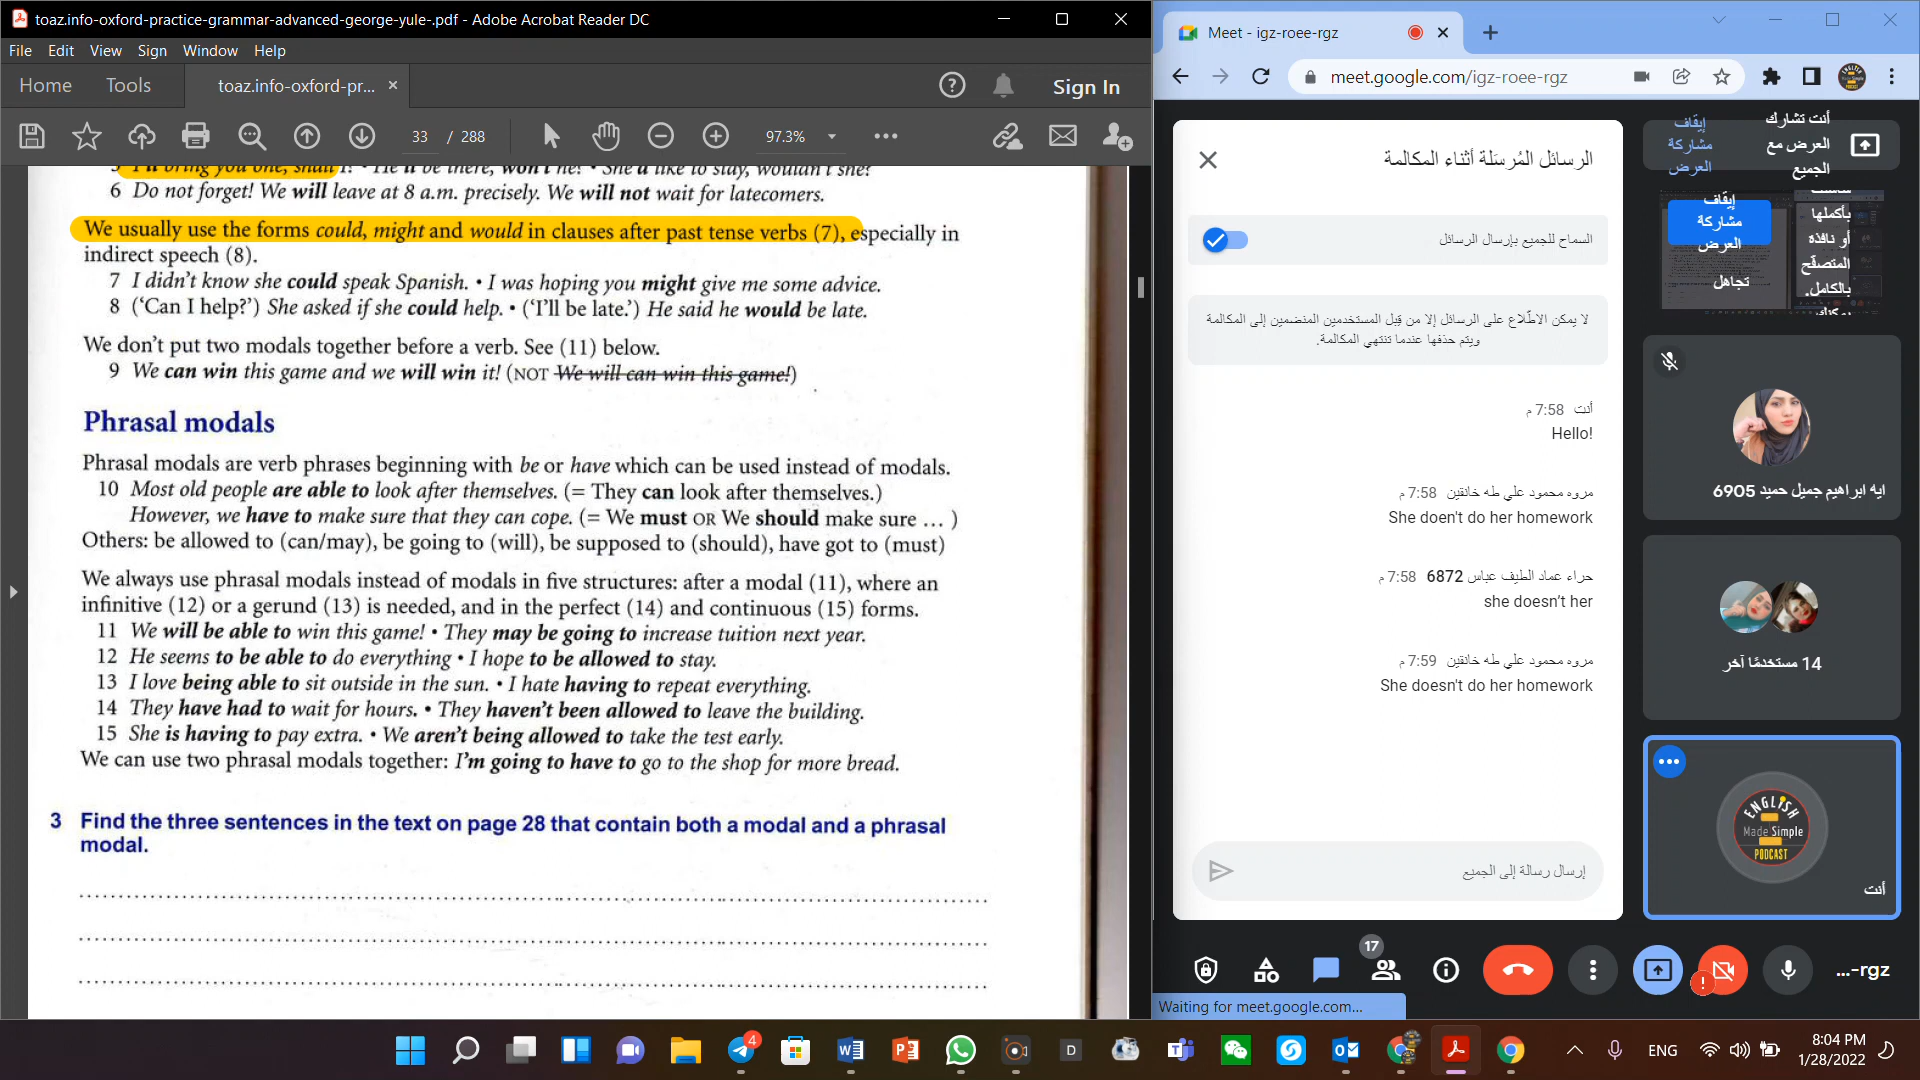 toaz.info-oxford-practice-grammar-advanced-george-yule-.pdf - Adobe Acrobat Reader DC
File Edit View Sign Window Help
Home Tools toaz.info-oxford-pr... × Sign In
33 / 288 97.3%
6 Do not forget! We will leave at 8 a.m. precisely. We will not wait for latecomers.
We usually use the forms could, might and would in clauses after past tense verbs (7), especially in
indirect speech (8).
7 I didn't know she could speak Spanish. • I was hoping you might give me some advice.
8 ('Can I help?') She asked if she could help. • ('I'll be late.') He said he would be late.
We don't put two modals together before a verb. See (11) below.
9 We can win this game and we will win it! (NOT We will can win this game!)
Phrasal modals
Phrasal modals are verb phrases beginning with be or have which can be used instead of modals.
10 Most old people are able to look after themselves. (= They can look after themselves.)
However, we have to make sure that they can cope. (= We must OR We should make sure … )
Others: be allowed to (can/may), be going to (will), be supposed to (should), have got to (must)
We always use phrasal modals instead of modals in five structures: after a modal (11), where an
infinitive (12) or a gerund (13) is needed, and in the perfect (14) and continuous (15) forms.
11 We will be able to win this game! • They may be going to increase tuition next year.
12 He seems to be able to do everything • I hope to be allowed to stay.
13 I love being able to sit outside in the sun. • I hate having to repeat everything.
14 They have had to wait for hours. • They haven't been allowed to leave the building.
15 She is having to pay extra. • We aren't being allowed to take the test early.
We can use two phrasal modals together: I'm going to have to go to the shop for more bread.
3 Find the three sentences in the text on page 28 that contain both a modal and a phrasal
modal.
Meet - igz-roee-rgz
meet.google.com/igz-roee-rgz
الرسائل المُرسَلة أثناء المكالمة
السماح للجميع بإرسال الرسائل
لا يمكن الاطّلاع على الرسائل إلا من قِبل المستخدمين المنضمين إلى المكالمة
ويتم حذفها عندما تنتهي المكالمة.
أنت 7:58 م
Hello!
مروه محمود علي طه خانقين 7:58 م
She doen't do her homework
حراء عماد الطيف عباس 6872 7:58 م
she doesn't her
مروه محمود علي طه خانقين 7:59 م
She doesn't do her homework
إرسال رسالة إلى الجميع
أنت تشارك
العرض مع
الجميع
إيقاف
مشاركة
العرض
بأكملها
أو نافذة
المتصفّح
بالكامل.
إيقاف
مشاركة
العرض
تجاهل
ايه ابراهيم جميل حميد 6905
14 مستخدمًا آخر
ENGLISH
Made Simple
PODCAST
أنت
17
...-rgz
Waiting for meet.google.com...
4
ENG
8:04 PM
1/28/2022